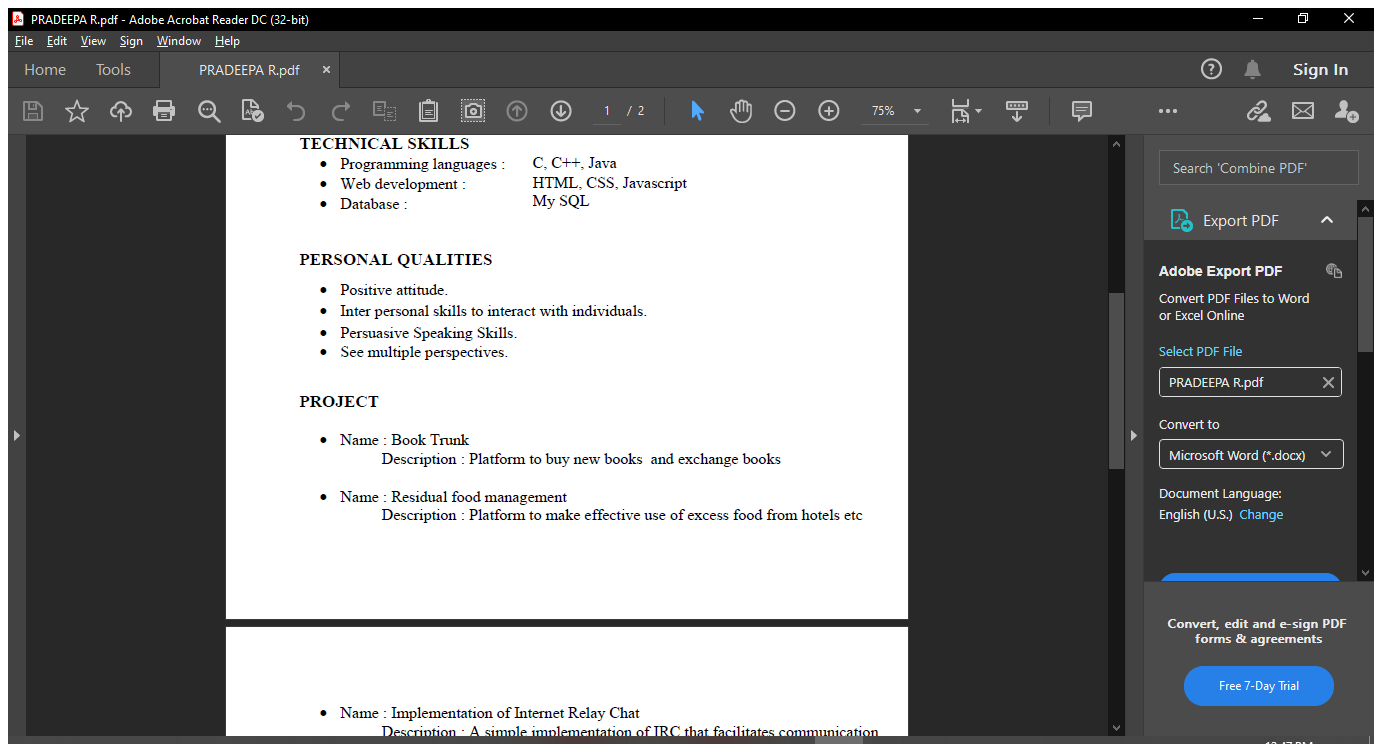 PRADEEPA R.pdf - Adobe Acrobat Reader DC (32-bit)
File Edit View Sign Window Help
Home Tools PRADEEPA R.pdf × Sign In
1 / 2 75%
TECHNICAL SKILLS
• Programming languages : C, C++, Java
• Web development : HTML, CSS, Javascript
• Database : My SQL
PERSONAL QUALITIES
• Positive attitude.
• Inter personal skills to interact with individuals.
• Persuasive Speaking Skills.
• See multiple perspectives.
PROJECT
• Name : Book Trunk
Description : Platform to buy new books and exchange books
• Name : Residual food management
Description : Platform to make effective use of excess food from hotels etc
• Name : Implementation of Internet Relay Chat
Description : A simple implementation of IRC that facilitates communication
Search 'Combine PDF'
Export PDF
Adobe Export PDF
Convert PDF Files to Word
or Excel Online
Select PDF File
PRADEEPA R.pdf
Convert to
Microsoft Word (*.docx)
Document Language:
English (U.S.) Change
Convert, edit and e-sign PDF
forms & agreements
Free 7-Day Trial